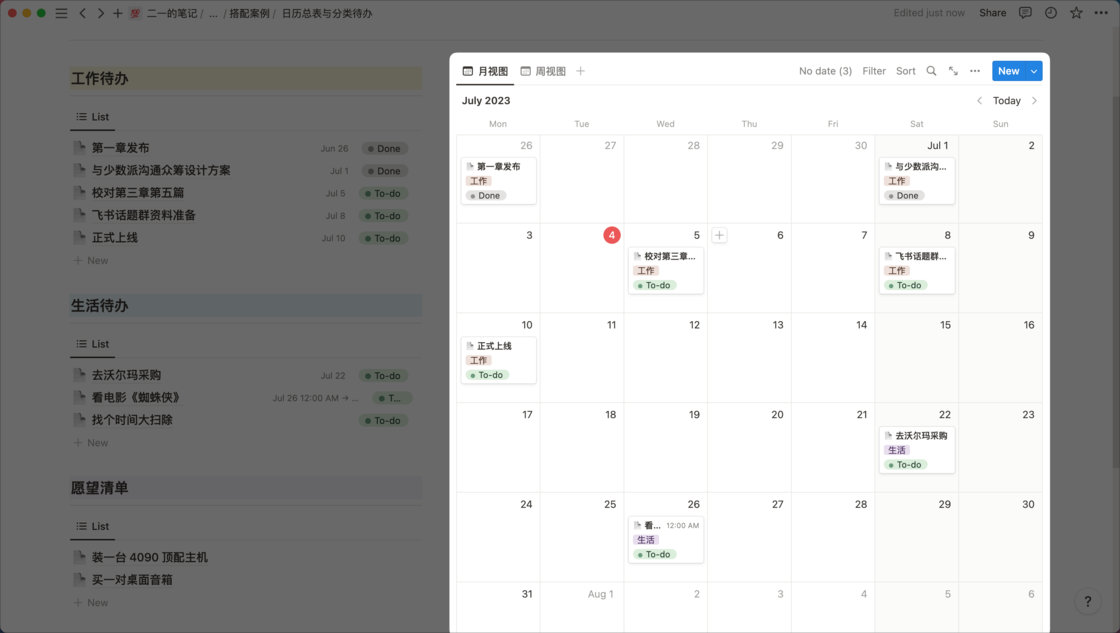 二一的笔记 / ... / 搭配案例 / 日历总表与分类待办
Edited just now Share
工作待办
List
第一章发布 Jun 26 Done
与少数派沟通众筹设计方案 Jul 1 Done
校对第三章第五篇 Jul 5 To-do
飞书话题群资料准备 Jul 8 To-do
正式上线 Jul 10 To-do
+ New
生活待办
List
去沃尔玛采购 Jul 22 To-do
看电影《蜘蛛侠》 Jul 26 12:00 AM → ... T...
找个时间大扫除 To-do
+ New
愿望清单
List
装一台 4090 顶配主机
买一对桌面音箱
+ New
月视图 周视图 +
No date (3) Filter Sort ... New
July 2023 Today
Mon Tue Wed Thu Fri Sat Sun
26 27 28 29 30 Jul 1 2
第一章发布
工作
Done
与少数派沟...
工作
Done
3 4 5 + 6 7 8 9
校对第三章...
工作
To-do
飞书话题群...
工作
To-do
10 11 12 13 14 15 16
正式上线
工作
To-do
17 18 19 20 21 22 23
去沃尔玛采购
生活
To-do
24 25 26 27 28 29 30
看... 12:00 AM
生活
To-do
31 Aug 1 2 3 4 5 6
?